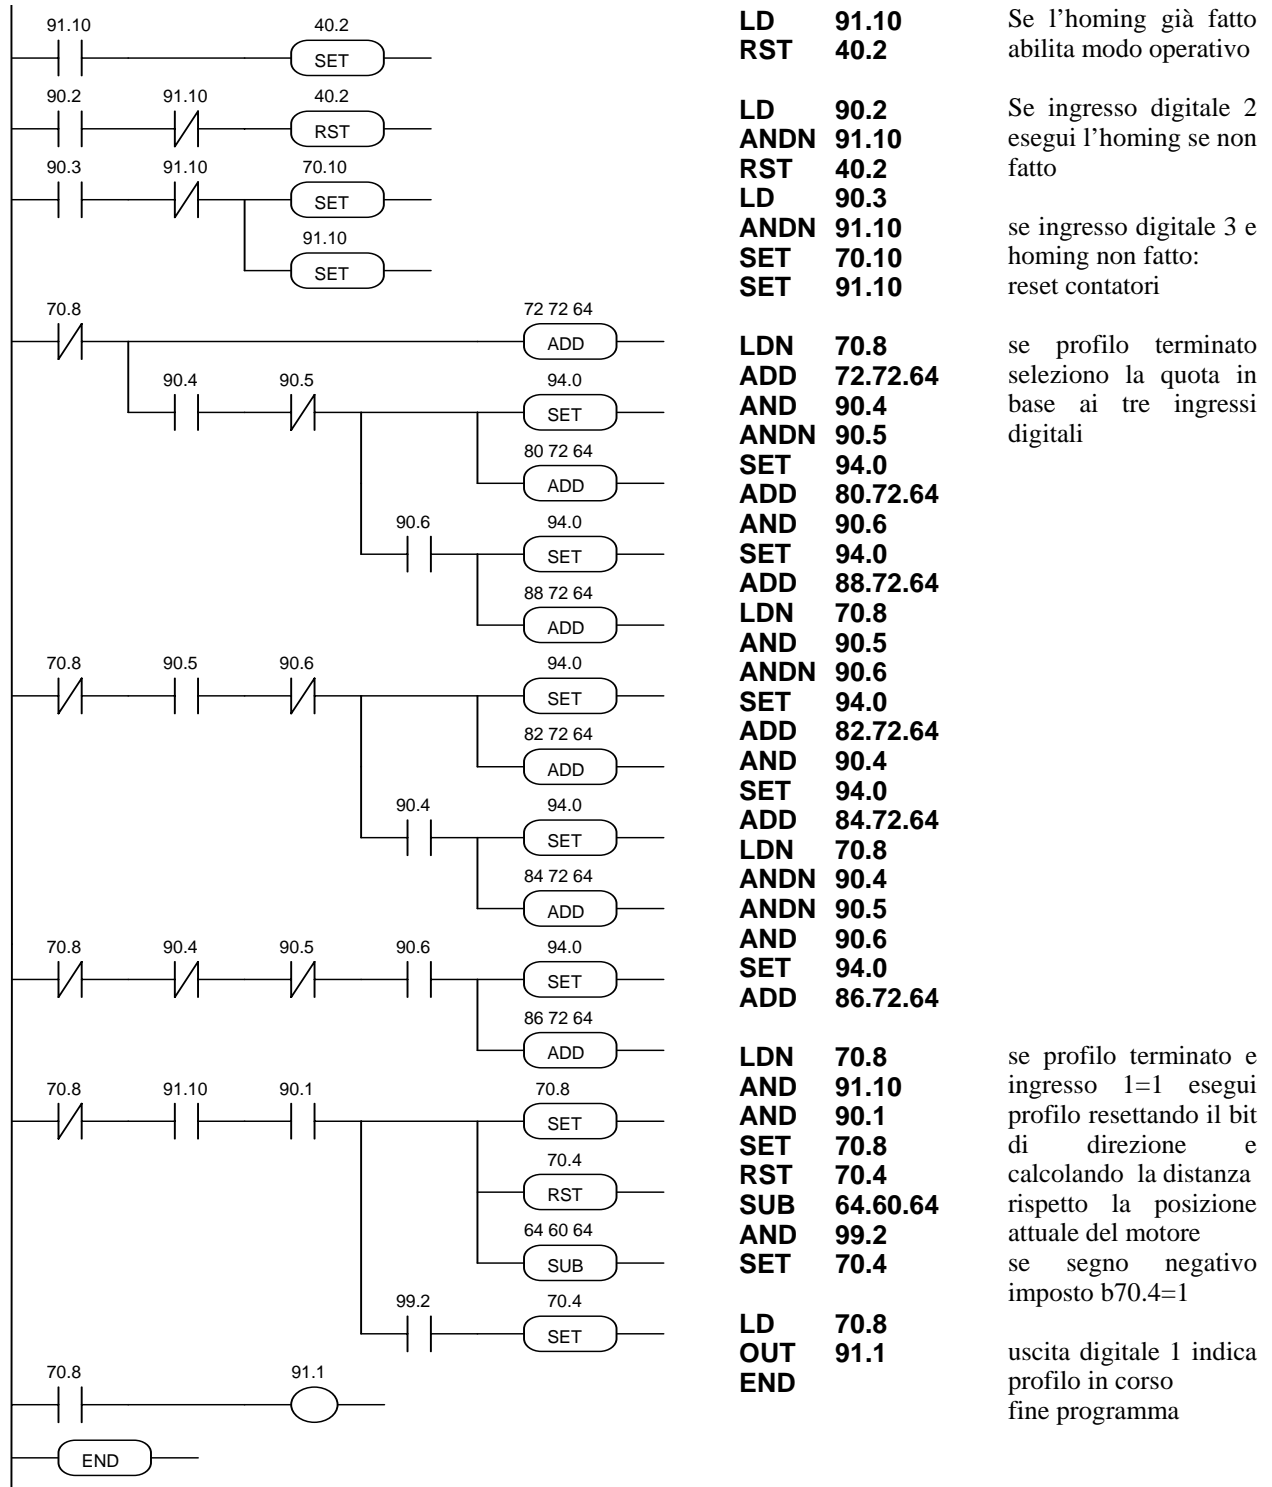 91.10 40.2
SET
90.2 91.10 40.2
RST
90.3 91.10 70.10
SET
91.10
SET
70.8 72 72 64
ADD
90.4 90.5 94.0
SET
80 72 64
ADD
90.6 94.0
SET
88 72 64
ADD
70.8 90.5 90.6 94.0
SET
82 72 64
ADD
90.4 94.0
SET
84 72 64
ADD
70.8 90.4 90.5 90.6 94.0
SET
86 72 64
ADD
70.8 91.10 90.1 70.8
SET
70.4
RST
64 60 64
SUB
99.2 70.4
SET
70.8 91.1
END
LD 91.10
RST 40.2
LD 90.2
ANDN 91.10
RST 40.2
LD 90.3
ANDN 91.10
SET 70.10
SET 91.10
LDN 70.8
ADD 72.72.64
AND 90.4
ANDN 90.5
SET 94.0
ADD 80.72.64
AND 90.6
SET 94.0
ADD 88.72.64
LDN 70.8
AND 90.5
ANDN 90.6
SET 94.0
ADD 82.72.64
AND 90.4
SET 94.0
ADD 84.72.64
LDN 70.8
ANDN 90.4
ANDN 90.5
AND 90.6
SET 94.0
ADD 86.72.64
LDN 70.8
AND 91.10
AND 90.1
SET 70.8
RST 70.4
SUB 64.60.64
AND 99.2
SET 70.4
LD 70.8
OUT 91.1
END
Se l’homing già fatto
abilita modo operativo
Se ingresso digitale 2
esegui l’homing se non
fatto
se ingresso digitale 3 e
homing non fatto:
reset contatori
se profilo terminato
seleziono la quota in
base ai tre ingressi
digitali
se profilo terminato e
ingresso 1=1 esegui
profilo resettando il bit
di direzione e
calcolando la distanza
rispetto la posizione
attuale del motore
se segno negativo
imposto b70.4=1
uscita digitale 1 indica
profilo in corso
fine programma